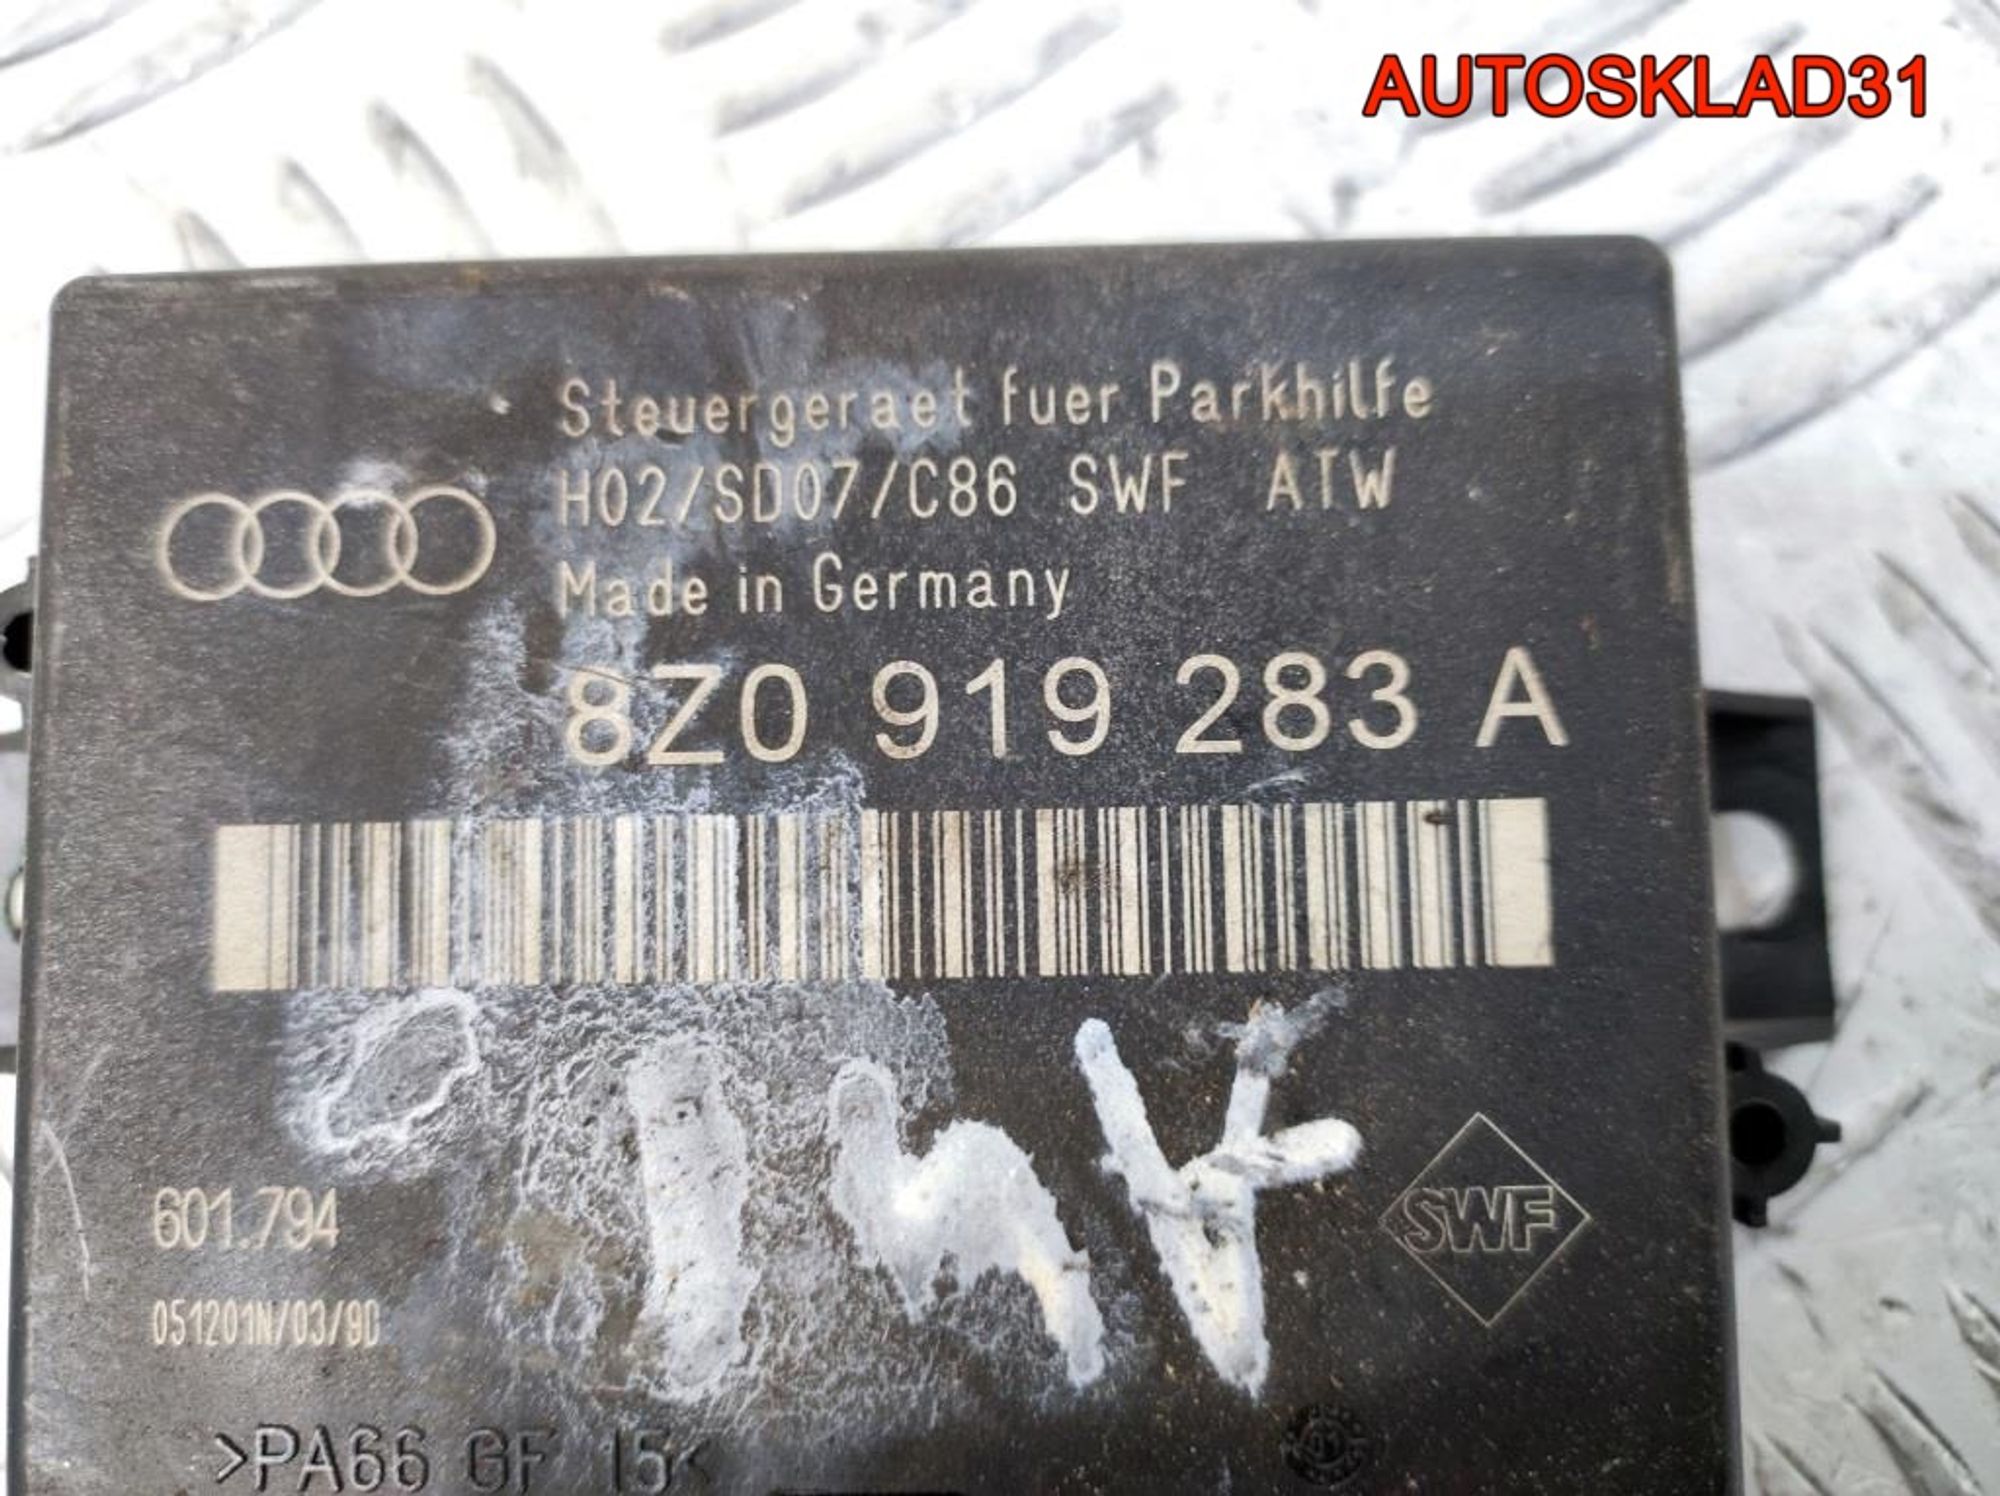 AUTOSKLAD31
Steuergeraet fuer Parkhilfe
H02/SD07/C86 SWF ATW
Made in Germany
8Z0 919 283 A
601.794
SWF
051201N/03/9D
>PA66 GF 15<